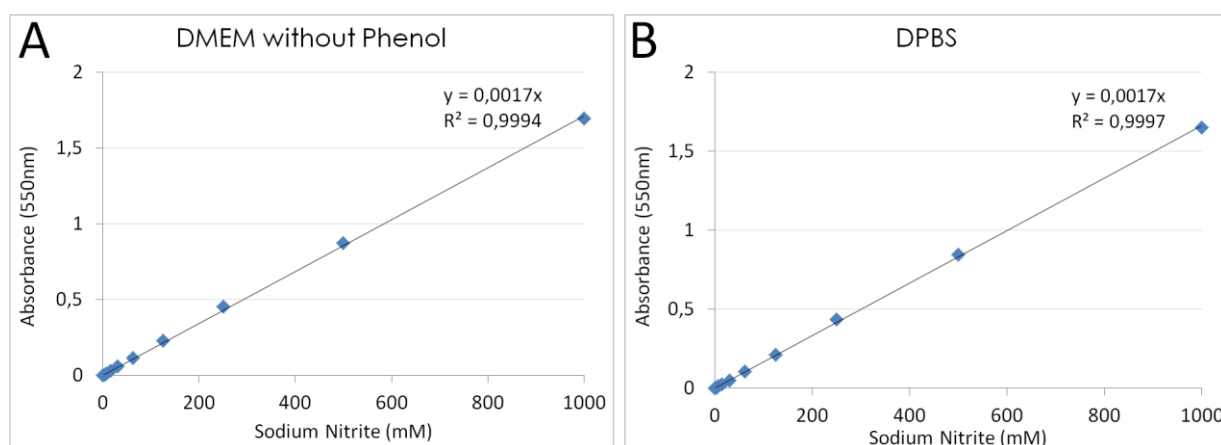 A
DMEM without Phenol
y = 0,0017x
R² = 0,9994
Absorbance (550nm)
2
1,5
1
0,5
0
0 200 400 600 800 1000
Sodium Nitrite (mM)
B
DPBS
y = 0,0017x
R² = 0,9997
Absorbance (550nm)
2
1,5
1
0,5
0
0 200 400 600 800 1000
Sodium Nitrite (mM)